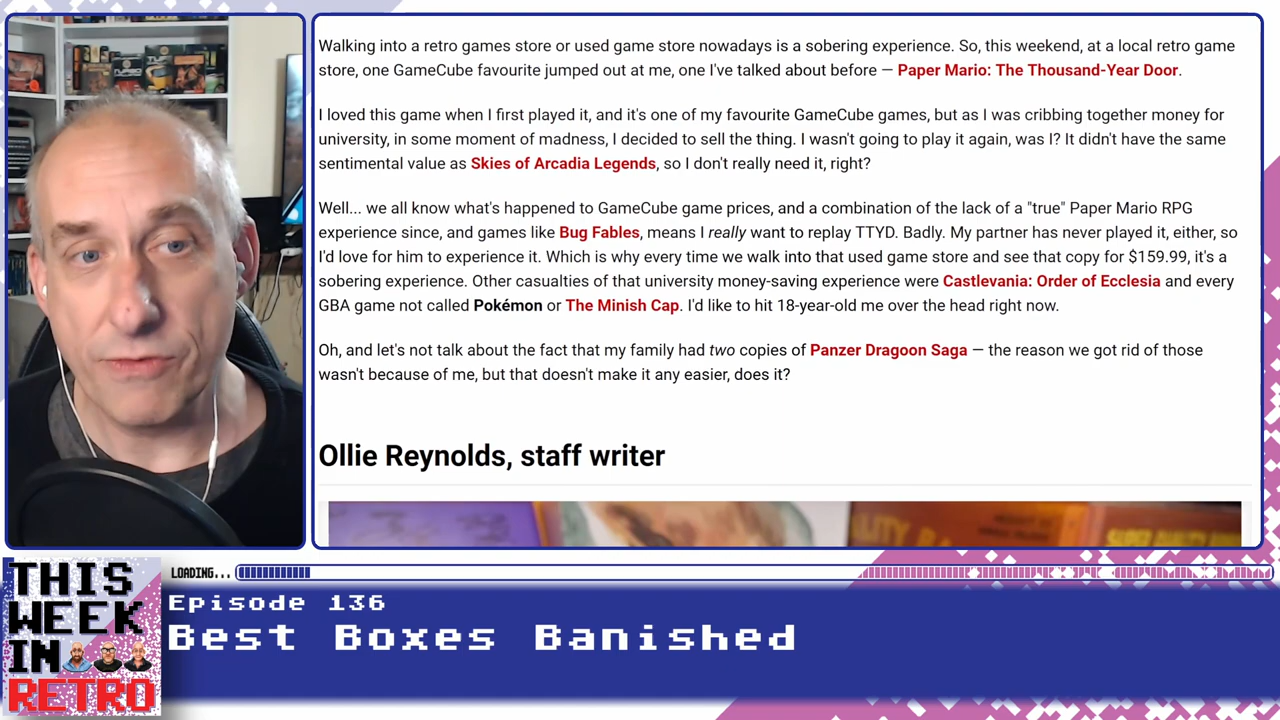 Walking into a retro games store or used game store nowadays is a sobering experience. So, this weekend, at a local retro game
store, one GameCube favourite jumped out at me, one I've talked about before — Paper Mario: The Thousand-Year Door.
I loved this game when I first played it, and it's one of my favourite GameCube games, but as I was cribbing together money for
university, in some moment of madness, I decided to sell the thing. I wasn't going to play it again, was I? It didn't have the same
sentimental value as Skies of Arcadia Legends, so I don't really need it, right?
Well... we all know what's happened to GameCube game prices, and a combination of the lack of a "true" Paper Mario RPG
experience since, and games like Bug Fables, means I really want to replay TTYD. Badly. My partner has never played it, either, so
I'd love for him to experience it. Which is why every time we walk into that used game store and see that copy for $159.99, it's a
sobering experience. Other casualties of that university money-saving experience were Castlevania: Order of Ecclesia and every
GBA game not called Pokémon or The Minish Cap. I'd like to hit 18-year-old me over the head right now.
Oh, and let's not talk about the fact that my family had two copies of Panzer Dragoon Saga — the reason we got rid of those
wasn't because of me, but that doesn't make it any easier, does it?
Ollie Reynolds, staff writer
LOADING...
Episode 136
Best Boxes Banished
THIS
WEEK
IN
RETRO